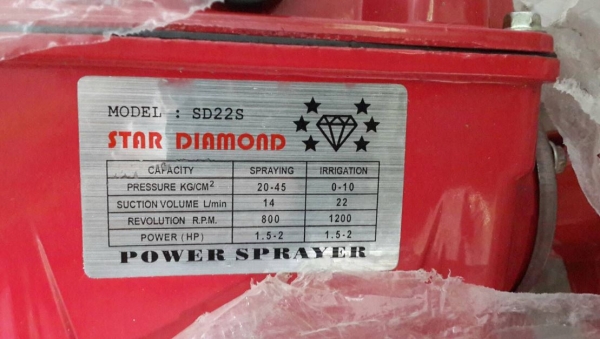 MODEL : SD22S
STAR DIAMOND
CAPACITY SPRAYING IRRIGATION
PRESSURE KG/CM² 20-45 0-10
SUCTION VOLUME L/min 14 22
REVOLUTION R.P.M. 800 1200
POWER (HP) 1.5-2 1.5-2
POWER SPRAYER